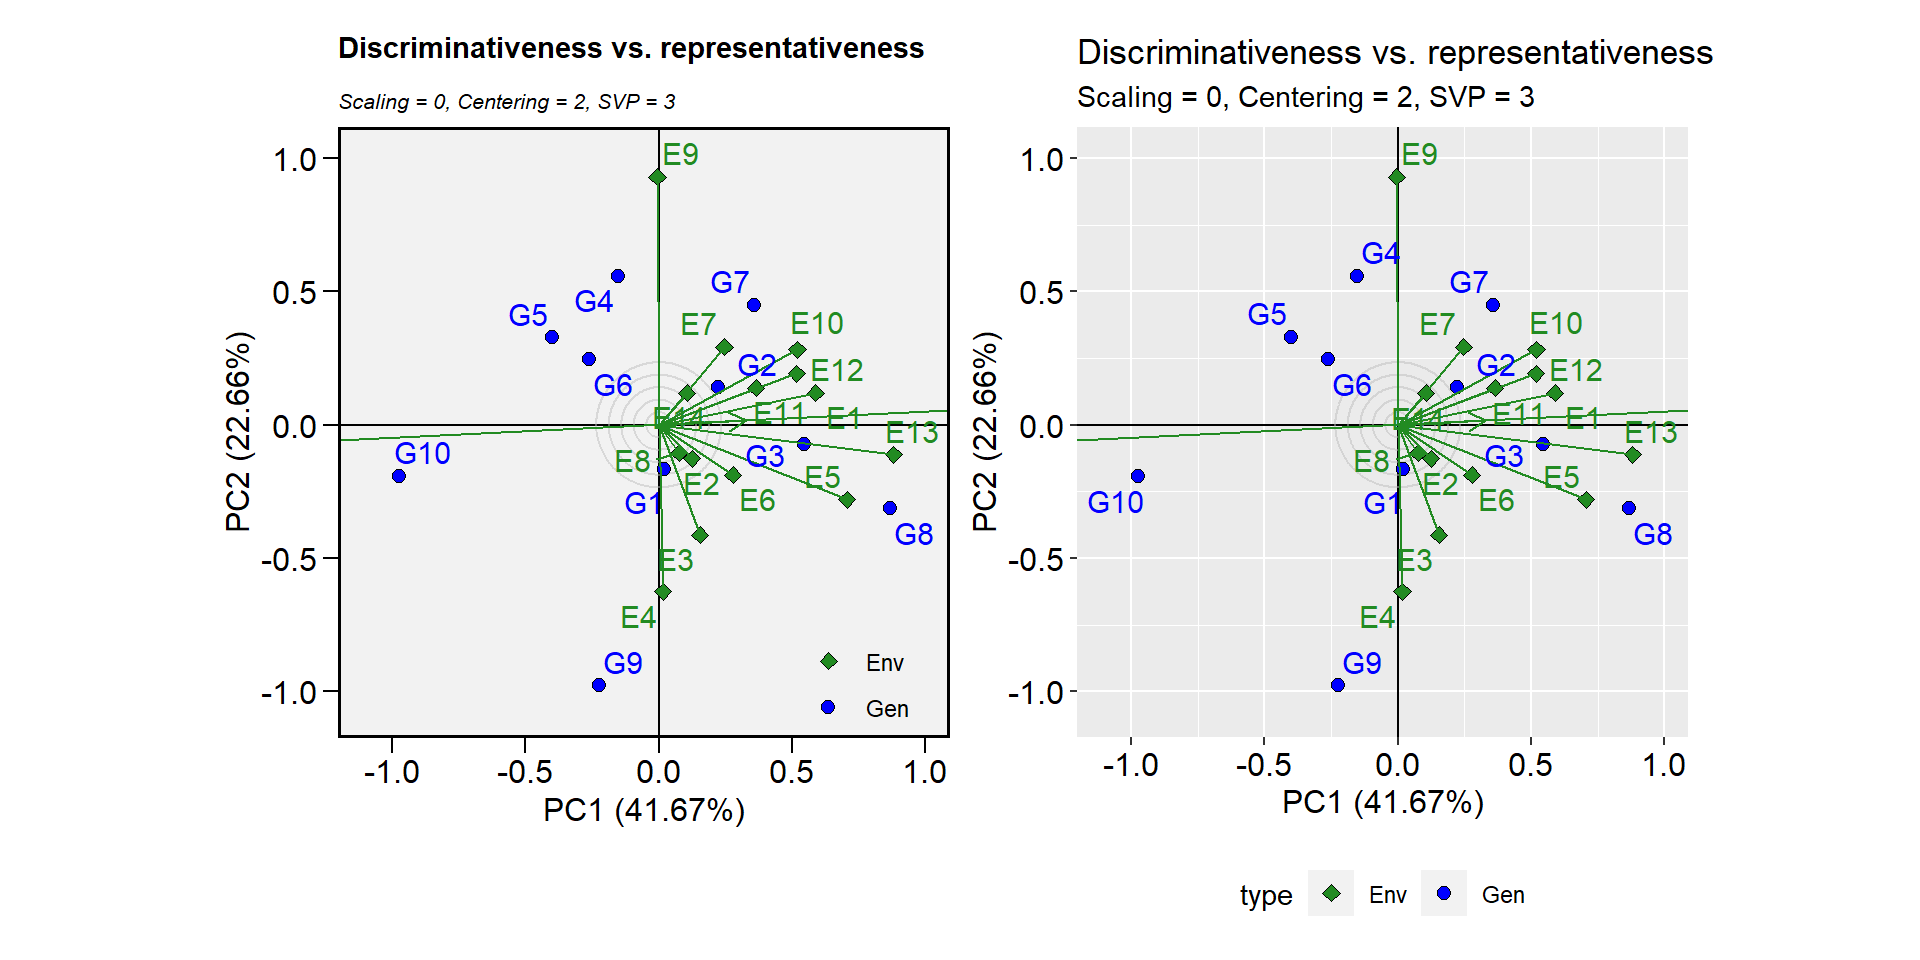 Discriminativeness vs. representativeness
Scaling = 0, Centering = 2, SVP = 3
PC2 (22.66%)
1.0
0.5
0.0
-0.5
-1.0
E9
G4
G7
G5
E7
E10
G2
G6
E12
E14
E11
E1
E13
G10
E8
G3
E5
E2
G1
E6
G8
E3
E4
G9
Env
Gen
-1.0 -0.5 0.0 0.5 1.0
PC1 (41.67%)
Discriminativeness vs. representativeness
Scaling = 0, Centering = 2, SVP = 3
PC2 (22.66%)
1.0
0.5
0.0
-0.5
-1.0
E9
G4
G7
G5
E7
E10
G2
G6
E12
E14
E11
E1
E13
E8
G3
E5
E2
G10
G1
E6
G8
E3
E4
G9
-1.0 -0.5 0.0 0.5 1.0
PC1 (41.67%)
type Env Gen